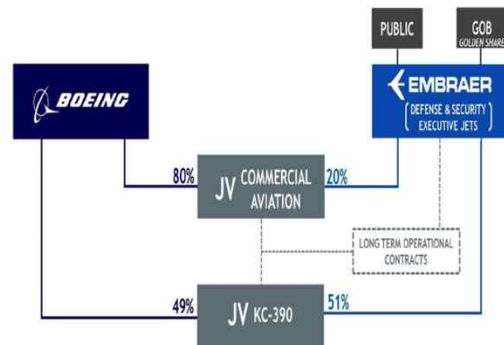 PUBLIC
GOB
GOLDEN SHARE
BOEING
EMBRAER
DEFENSE & SECURITY
EXECUTIVE JETS
80%
JV COMMERCIAL
AVIATION
20%
LONG TERM OPERATIONAL
CONTRACTS
49%
JV KC-390
51%